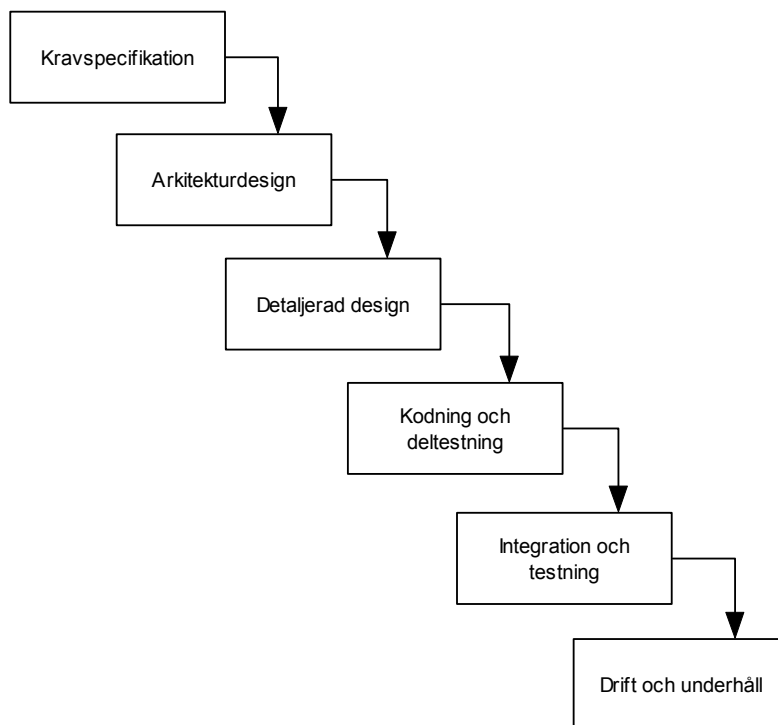 Kravspecifikation
Arkitekturdesign
Detaljerad design
Kodning och
deltestning
Integration och
testning
Drift och underhåll